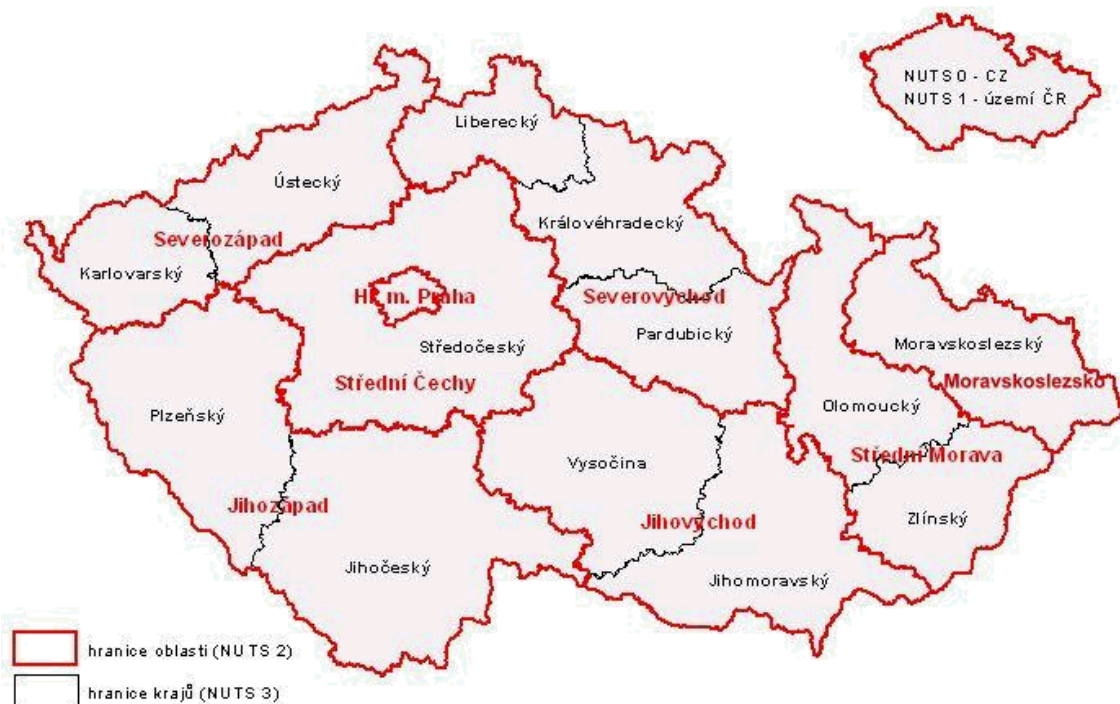 NUTS 0 - CZ
NUTS 1 - území ČR
Liberecký
Ústecký
Královéhradecký
Severozápad
Karlovarský
Hl. m. Praha
Severovýchod
Pardubický
Středočeský
Moravskoslezský
Střední Čechy
Moravskoslezsko
Olomoucký
Plzeňský
Střední Morava
Vysočina
Jihozápad
Jihovýchod
Zlínský
Jihočeský
Jihomoravský
hranice oblastí (NUTS 2)
hranice krajů (NUTS 3)